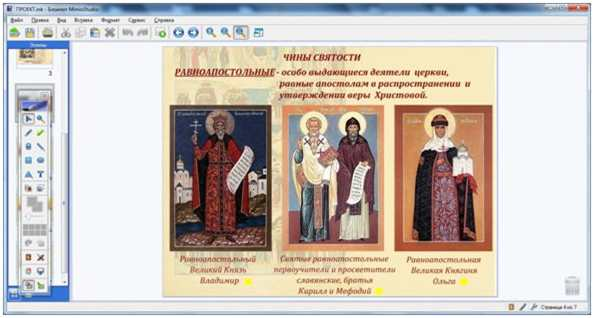 ПРОЕКТ.ink - Блокнот MimioStudio
Файл Правка Вид Вставка Формат Сервис Справка
Эскизы
3
ЧИНЫ СВЯТОСТИ
РАВНОАПОСТОЛЬНЫЕ - особо выдающиеся деятели церкви,
равные апостолам в распространении и
утверждении веры Христовой.
Равноапостольный
Великий Князь
Владимир
Святые равноапостольные
первоучители и просветители
славянские, братья
Кирилл и Мефодий
Равноапостольная
Великая Княгиня
Ольга
Страница 4 из 7